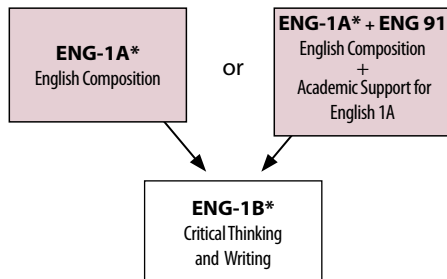 ENG-1A*
English Composition
or
ENG-1A* + ENG 91
English Composition
+
Academic Support for
English 1A
ENG-1B*
Critical Thinking
and Writing